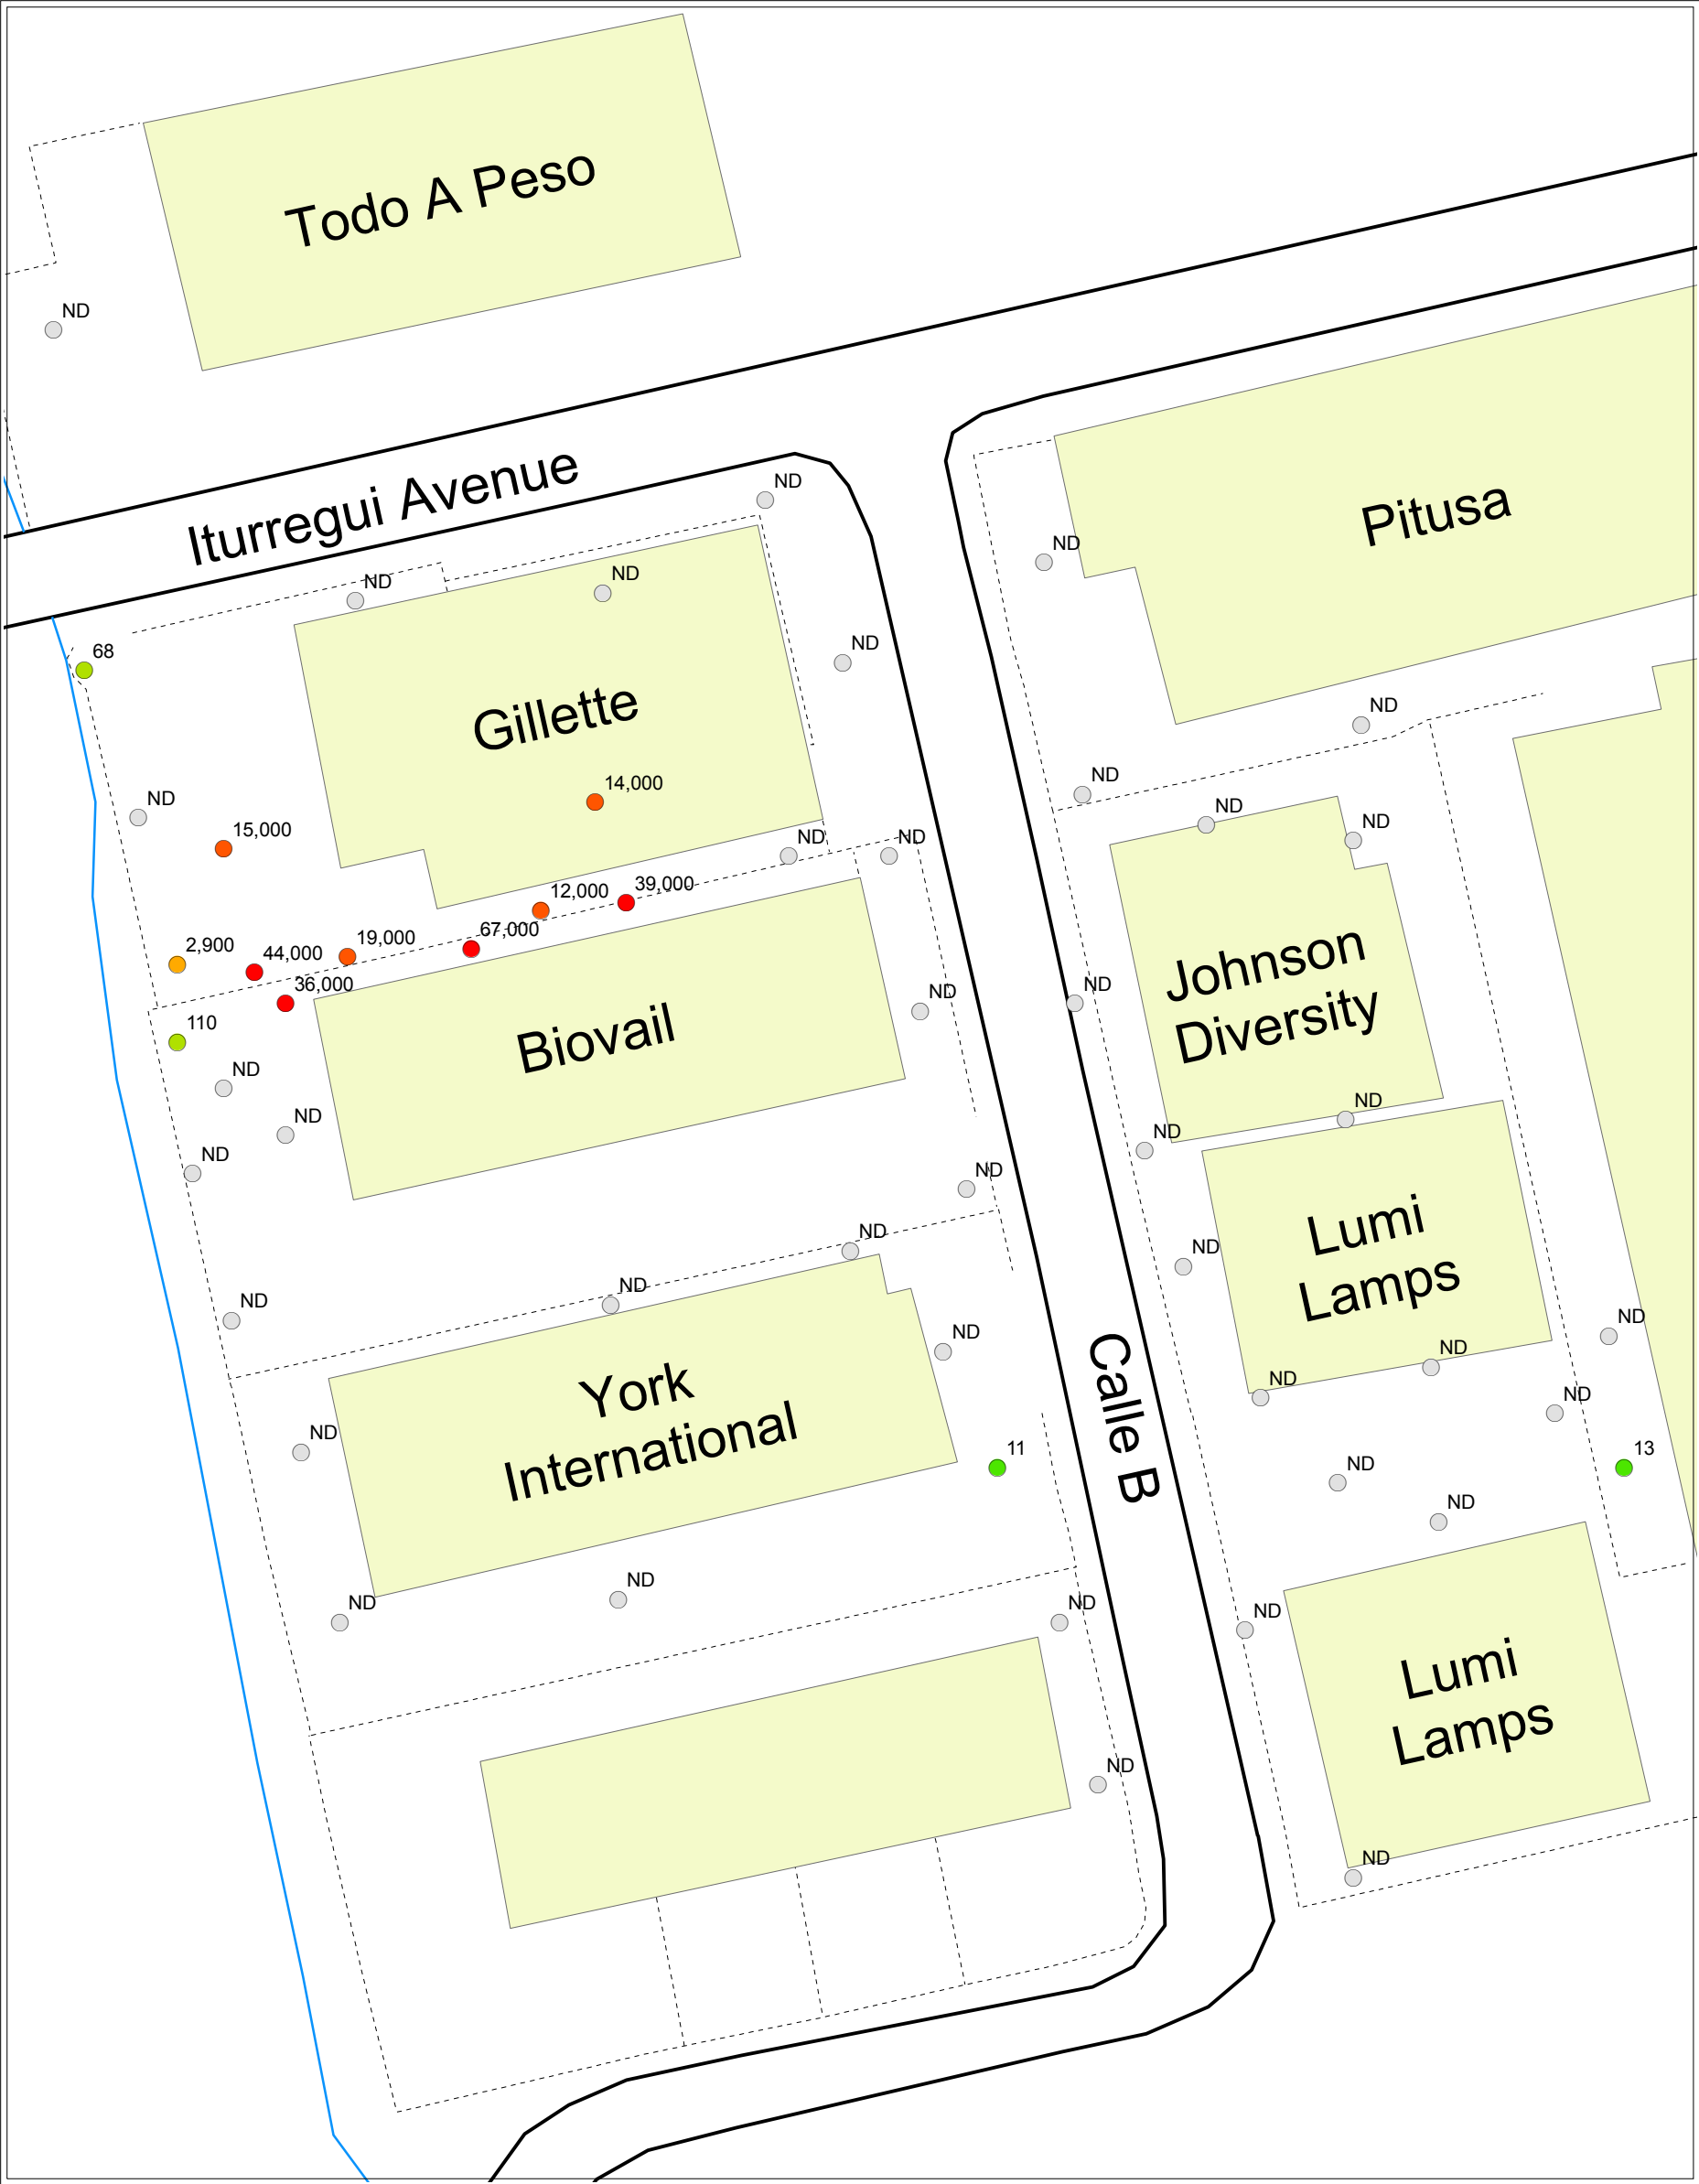 Todo A Peso
ND
Iturregui Avenue
ND
ND
ND
ND
Pitusa
ND
68
ND
Gillette
ND
ND
14,000
ND
ND
ND
15,000
ND
ND
12,000
39,000
67,000
19,000
2,900
44,000
36,000
Johnson
Diversity
ND
ND
110
Biovail
ND
ND
ND
ND
ND
ND
ND
Lumi
Lamps
ND
ND
ND
ND
ND
ND
York
International
Calle B
ND
ND
ND
ND
11
13
ND
ND
ND
ND
ND
ND
Lumi
Lamps
ND
ND